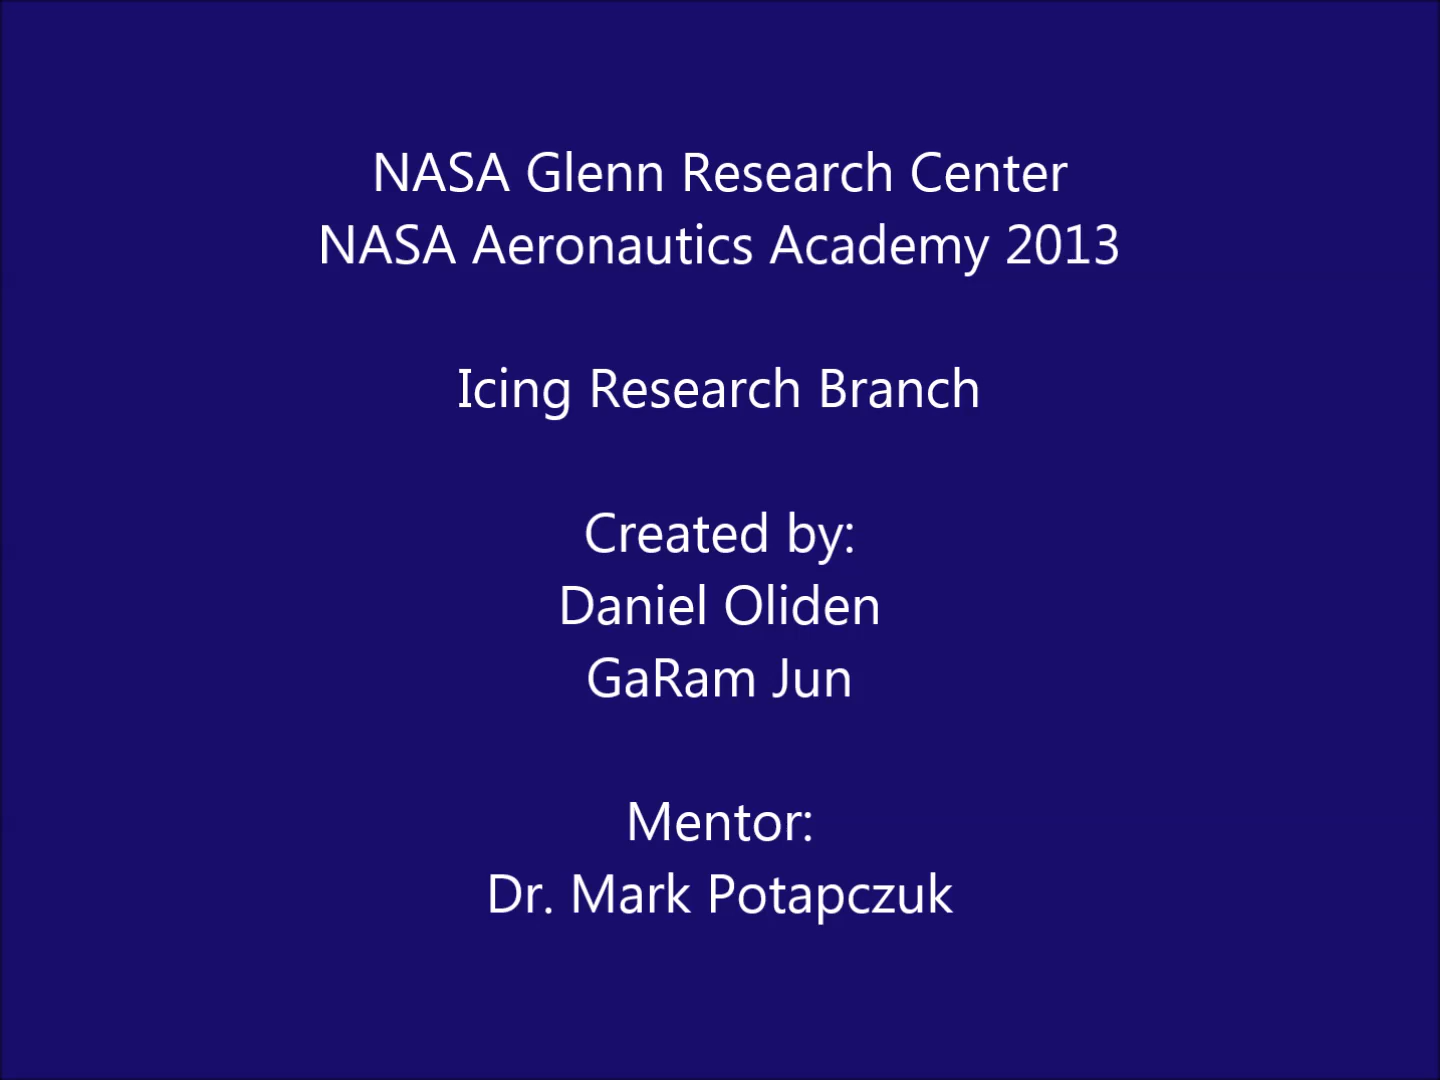 NASA Glenn Research Center
NASA Aeronautics Academy 2013
Icing Research Branch
Created by:
Daniel Oliden
GaRam Jun
Mentor:
Dr. Mark Potapczuk